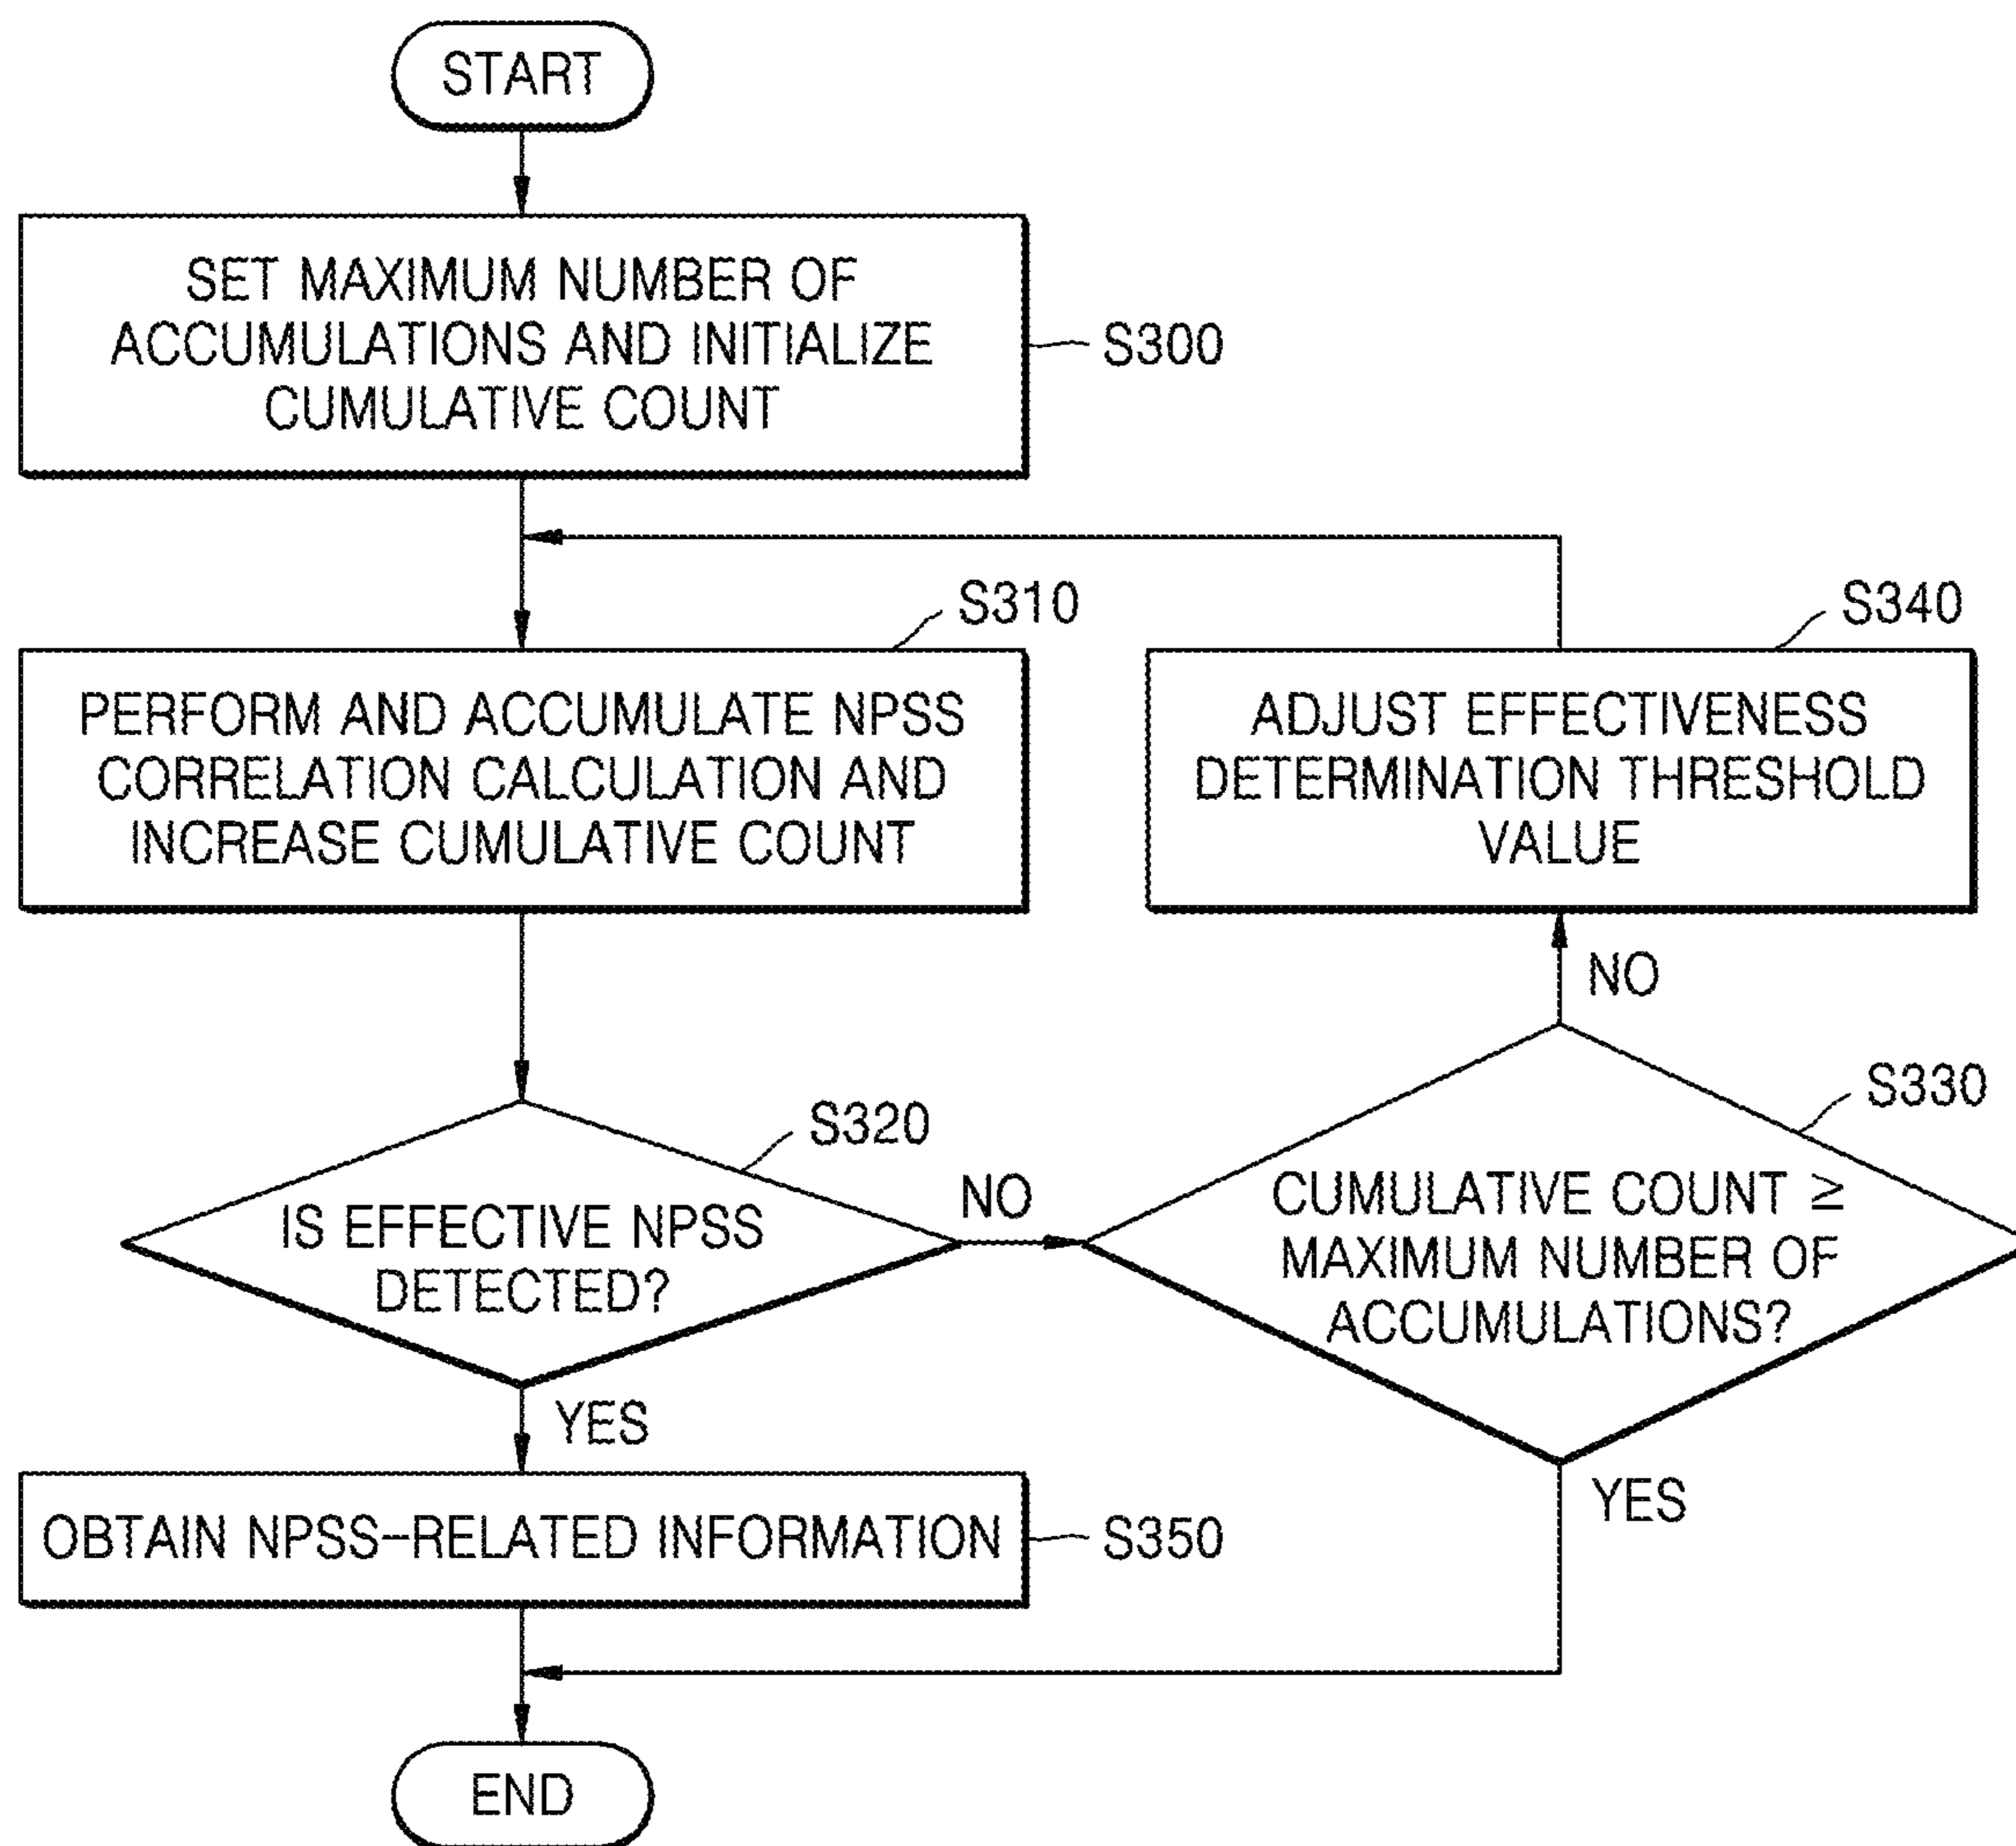 START
SET MAXIMUM NUMBER OF
ACCUMULATIONS AND INITIALIZE
CUMULATIVE COUNT
S300
S310
PERFORM AND ACCUMULATE NPSS
CORRELATION CALCULATION AND
INCREASE CUMULATIVE COUNT
S340
ADJUST EFFECTIVENESS
DETERMINATION THRESHOLD
VALUE
NO
S320
IS EFFECTIVE NPSS
DETECTED?
NO
S330
CUMULATIVE COUNT ≥
MAXIMUM NUMBER OF
ACCUMULATIONS?
YES
YES
OBTAIN NPSS-RELATED INFORMATION
S350
END